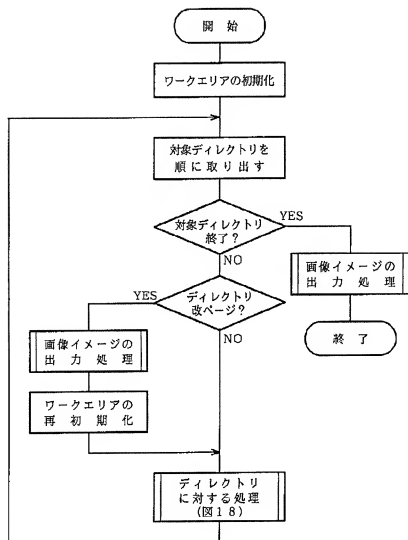 開始
ワークエリアの初期化
対象ディレクトリを
順に取り出す
対象ディレクトリ
終了?
YES
NO
画像イメージの
出力処理
終了
ディレクトリ
改ページ?
YES
NO
画像イメージの
出力処理
ワークエリアの
再初期化
ディレクトリ
に対する処理
(図18)